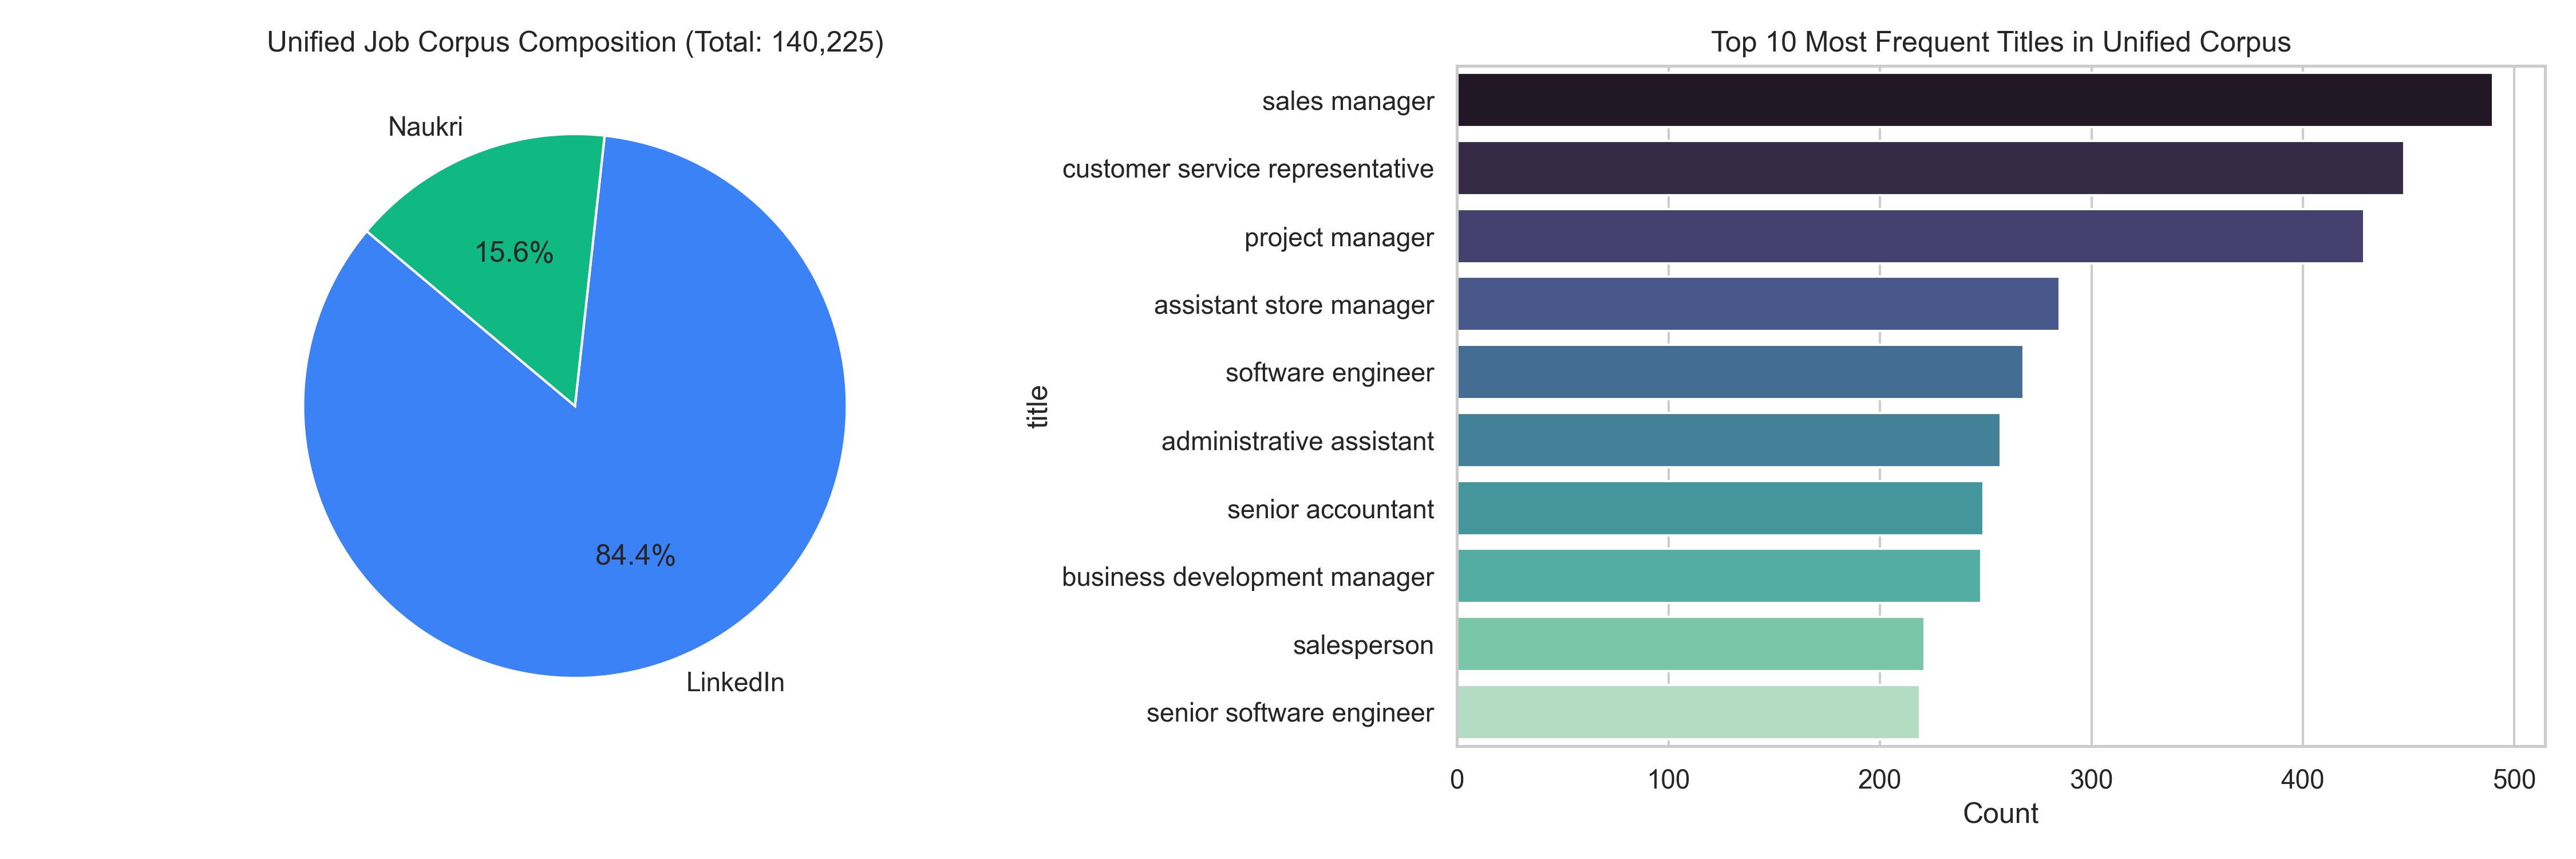 Unified Job Corpus Composition (Total: 140,225)
Naukri
15.6%
84.4%
LinkedIn
Top 10 Most Frequent Titles in Unified Corpus
title
sales manager
customer service representative
project manager
assistant store manager
software engineer
administrative assistant
senior accountant
business development manager
salesperson
senior software engineer
0 100 200 300 400 500
Count